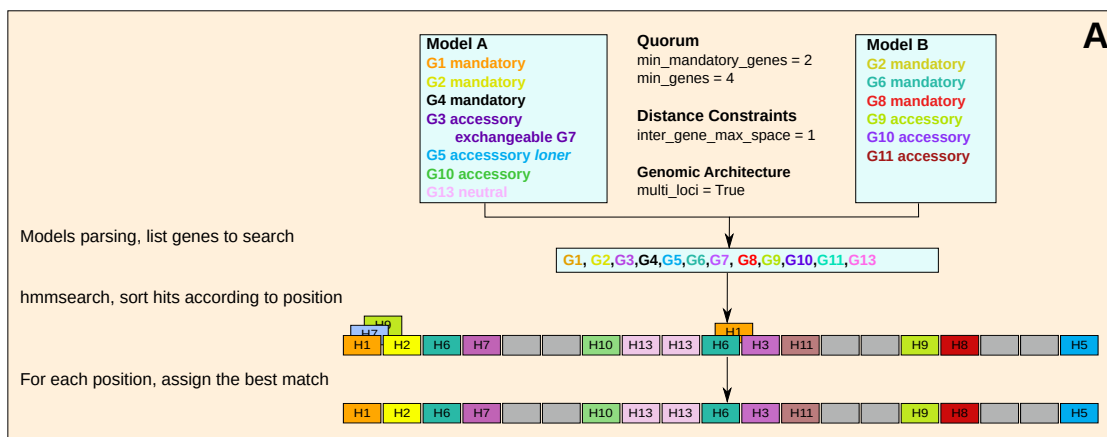 A
Model A
G1 mandatory
G2 mandatory
G4 mandatory
G3 accessory
exchangeable G7
G5 accesssory loner
G10 accessory
G13 neutral
Quorum
min_mandatory_genes = 2
min_genes = 4
Distance Constraints
inter_gene_max_space = 1
Genomic Architecture
multi_loci = True
Model B
G2 mandatory
G6 mandatory
G8 mandatory
G9 accessory
G10 accessory
G11 accessory
Models parsing, list genes to search
G1, G2,G3,G4,G5,G6,G7, G8,G9,G10,G11,G13
hmmsearch, sort hits according to position
H9
H7
H1
H1 H2 H6 H7 H10 H13 H13 H6 H3 H11 H9 H8 H5
For each position, assign the best match
H1 H2 H6 H7 H10 H13 H13 H6 H3 H11 H9 H8 H5